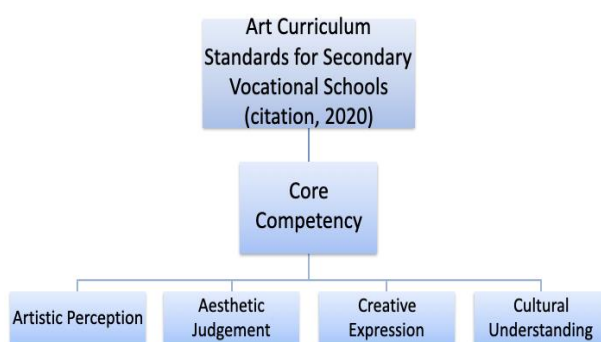 Art Curriculum
Standards for Secondary
Vocational Schools
(citation, 2020)
Core
Competency
Artistic Perception
Aesthetic
Judgement
Creative
Expression
Cultural
Understanding